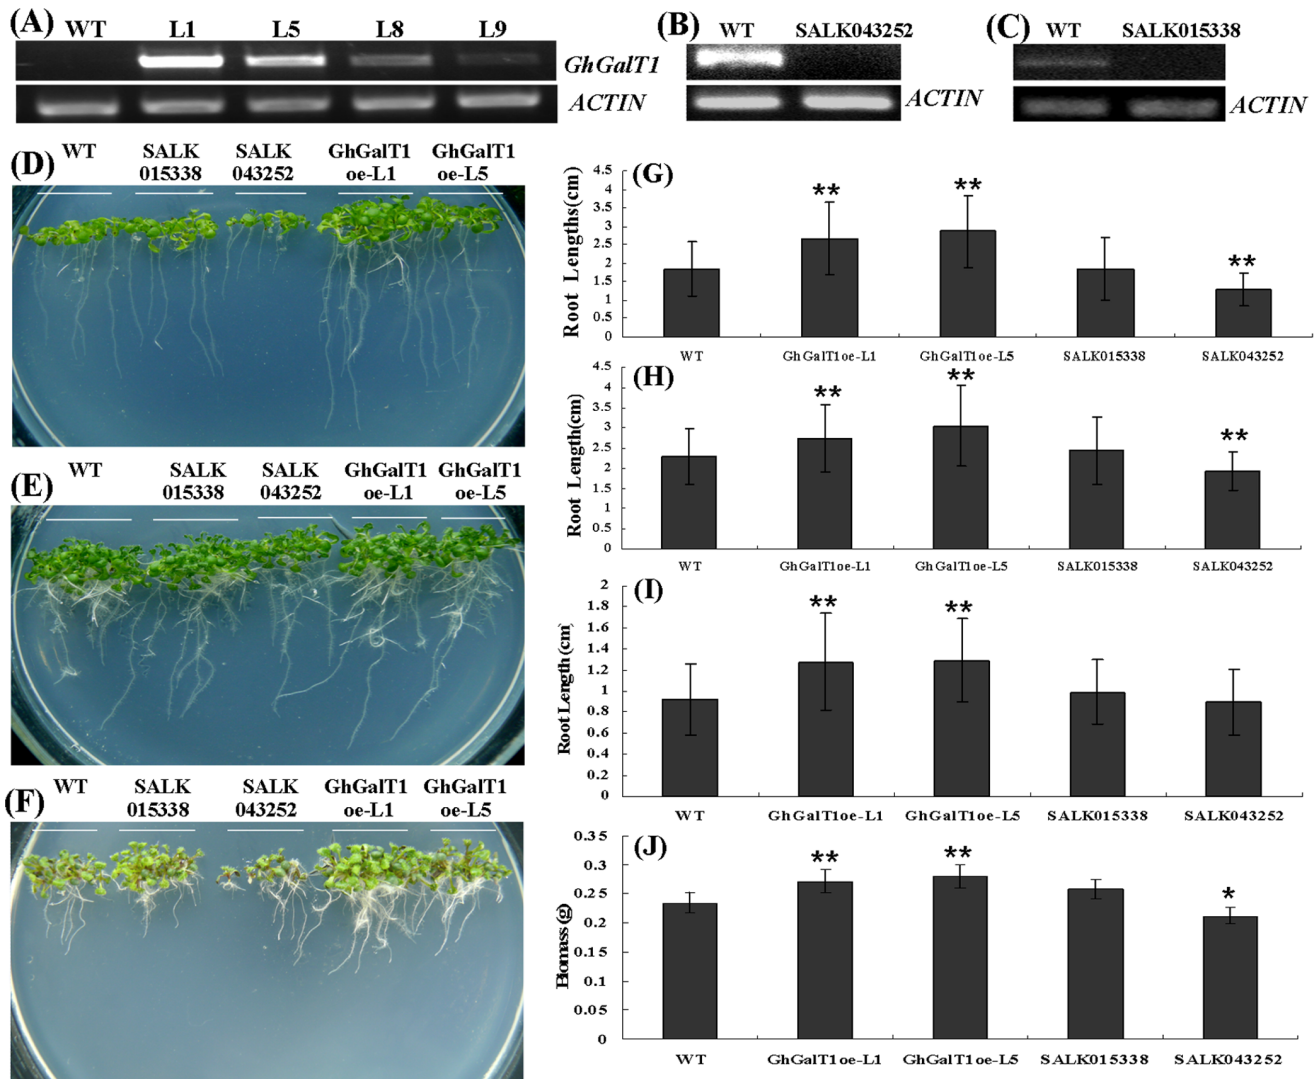 (A) WT L1 L5 L8 L9
GhGalT1
ACTIN
(B) WT SALK043252
ACTIN
(C) WT SALK015338
ACTIN
(D) WT SALK 015338 SALK 043252 GhGalT1 oe-L1 GhGalT1 oe-L5
(E) WT SALK 015338 SALK 043252 GhGalT1 oe-L1 GhGalT1 oe-L5
(F) WT SALK 015338 SALK 043252 GhGalT1 oe-L1 GhGalT1 oe-L5
(G)
Root Lengths(cm)
4.5
4
3.5
3
2.5
2
1.5
1
0.5
0
** ** **
WT GhGalT1oe-L1 GhGalT1oe-L5 SALK015338 SALK043252
(H)
Root Length(cm)
4.5
4
3.5
3
2.5
2
1.5
1
0.5
0
** ** **
WT GhGalT1oe-L1 GhGalT1oe-L5 SALK015338 SALK043252
(I)
Root Length(cm)
2
1.8
1.6
1.4
1.2
1
0.8
0.6
0.4
0.2
0
** **
WT GhGalT1oe-L1 GhGalT1oe-L5 SALK015338 SALK043252
(J)
Biomass(g)
0.35
0.3
0.25
0.2
0.15
0.1
0.05
0
** ** *
WT GhGalT1oe-L1 GhGalT1oe-L5 SALK015338 SALK043252